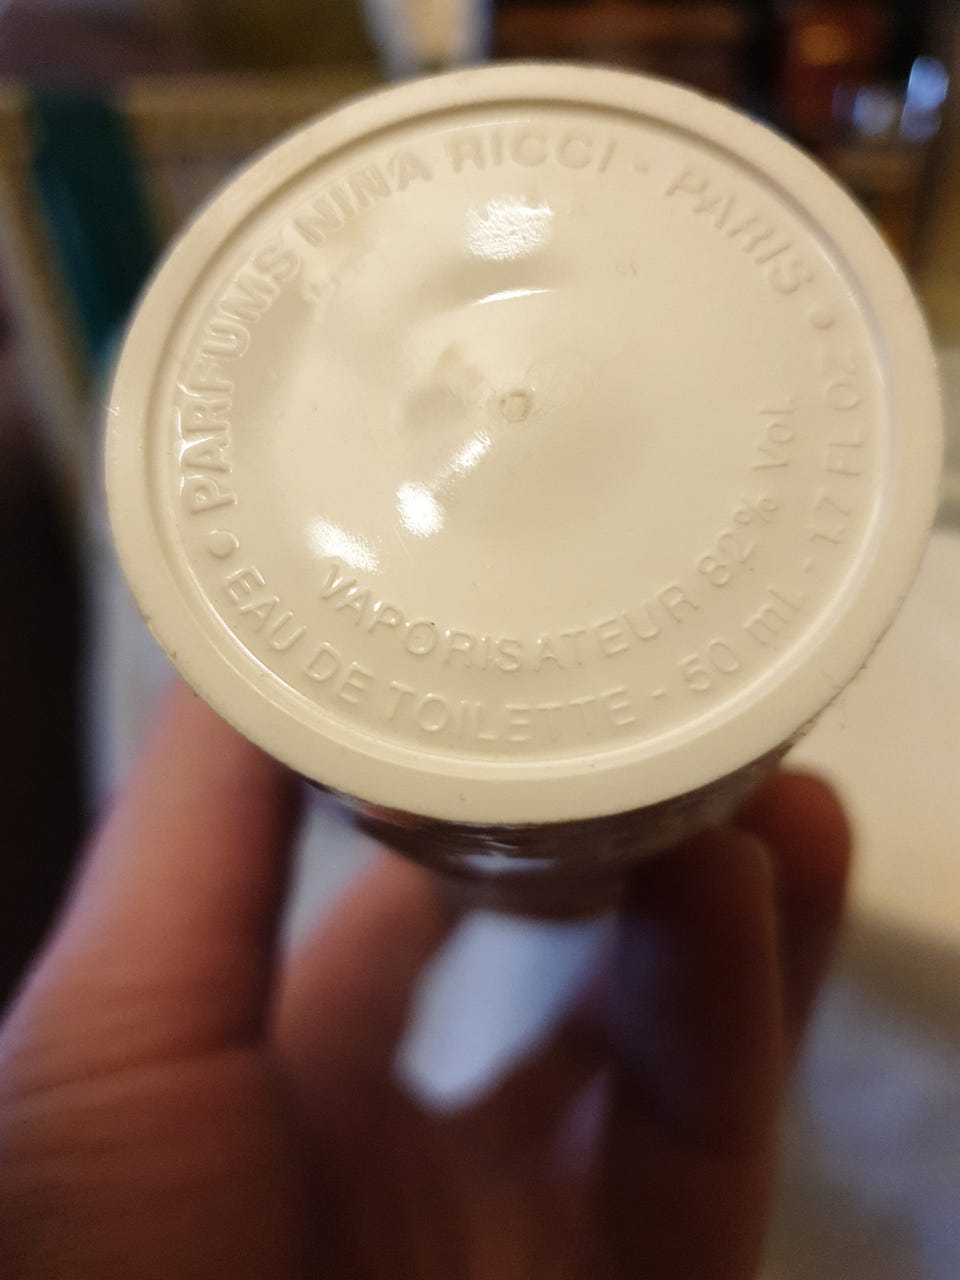 • PARFUMS NINA RICCI - PARIS •
EAU DE TOILETTE - 50 ml. - 1.7 FL OZ
VAPORISATEUR 82% Vol.